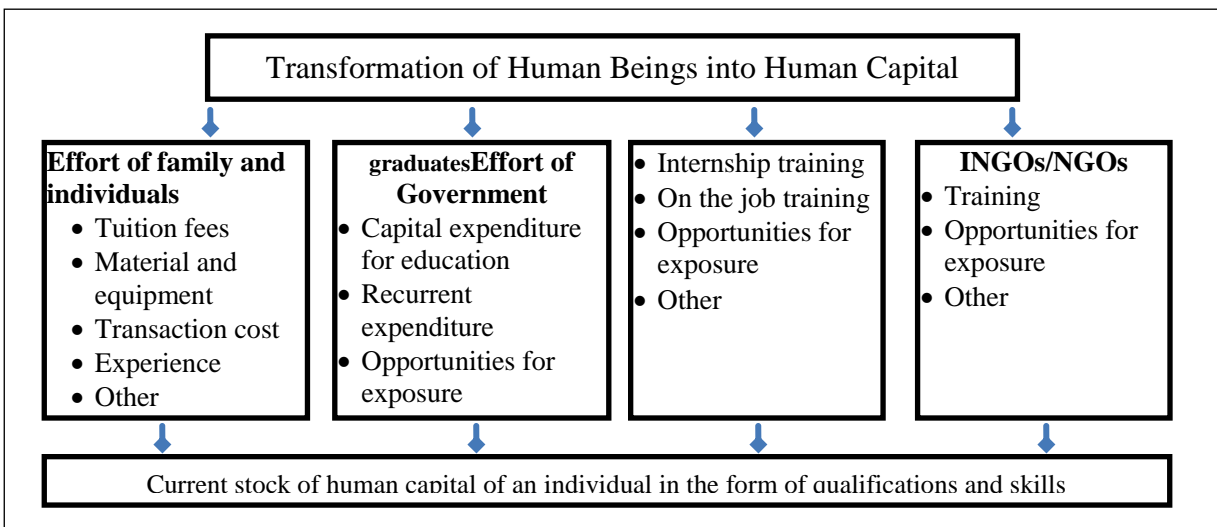 Transformation of Human Beings into Human Capital
Effort of family and
individuals
• Tuition fees
• Material and
equipment
• Transaction cost
• Experience
• Other
graduatesEffort of
Government
• Capital expenditure
for education
• Recurrent
expenditure
• Opportunities for
exposure
• Internship training
• On the job training
• Opportunities for
exposure
• Other
INGOs/NGOs
• Training
• Opportunities for
exposure
• Other
Current stock of human capital of an individual in the form of qualifications and skills